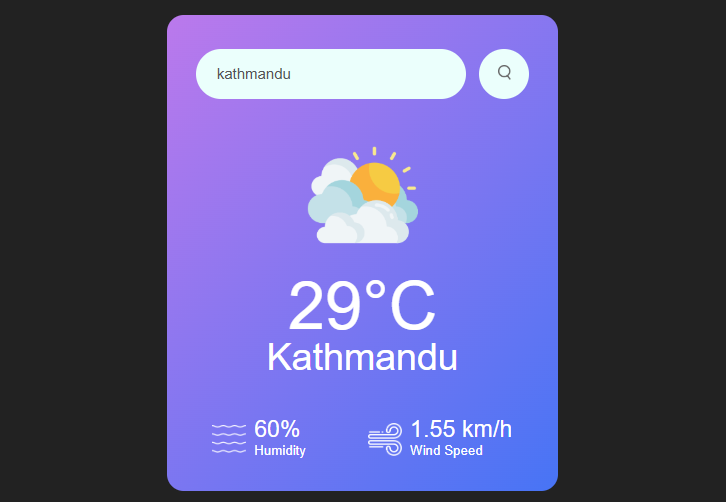 kathmandu
29°C
Kathmandu
60%
Humidity
1.55 km/h
Wind Speed